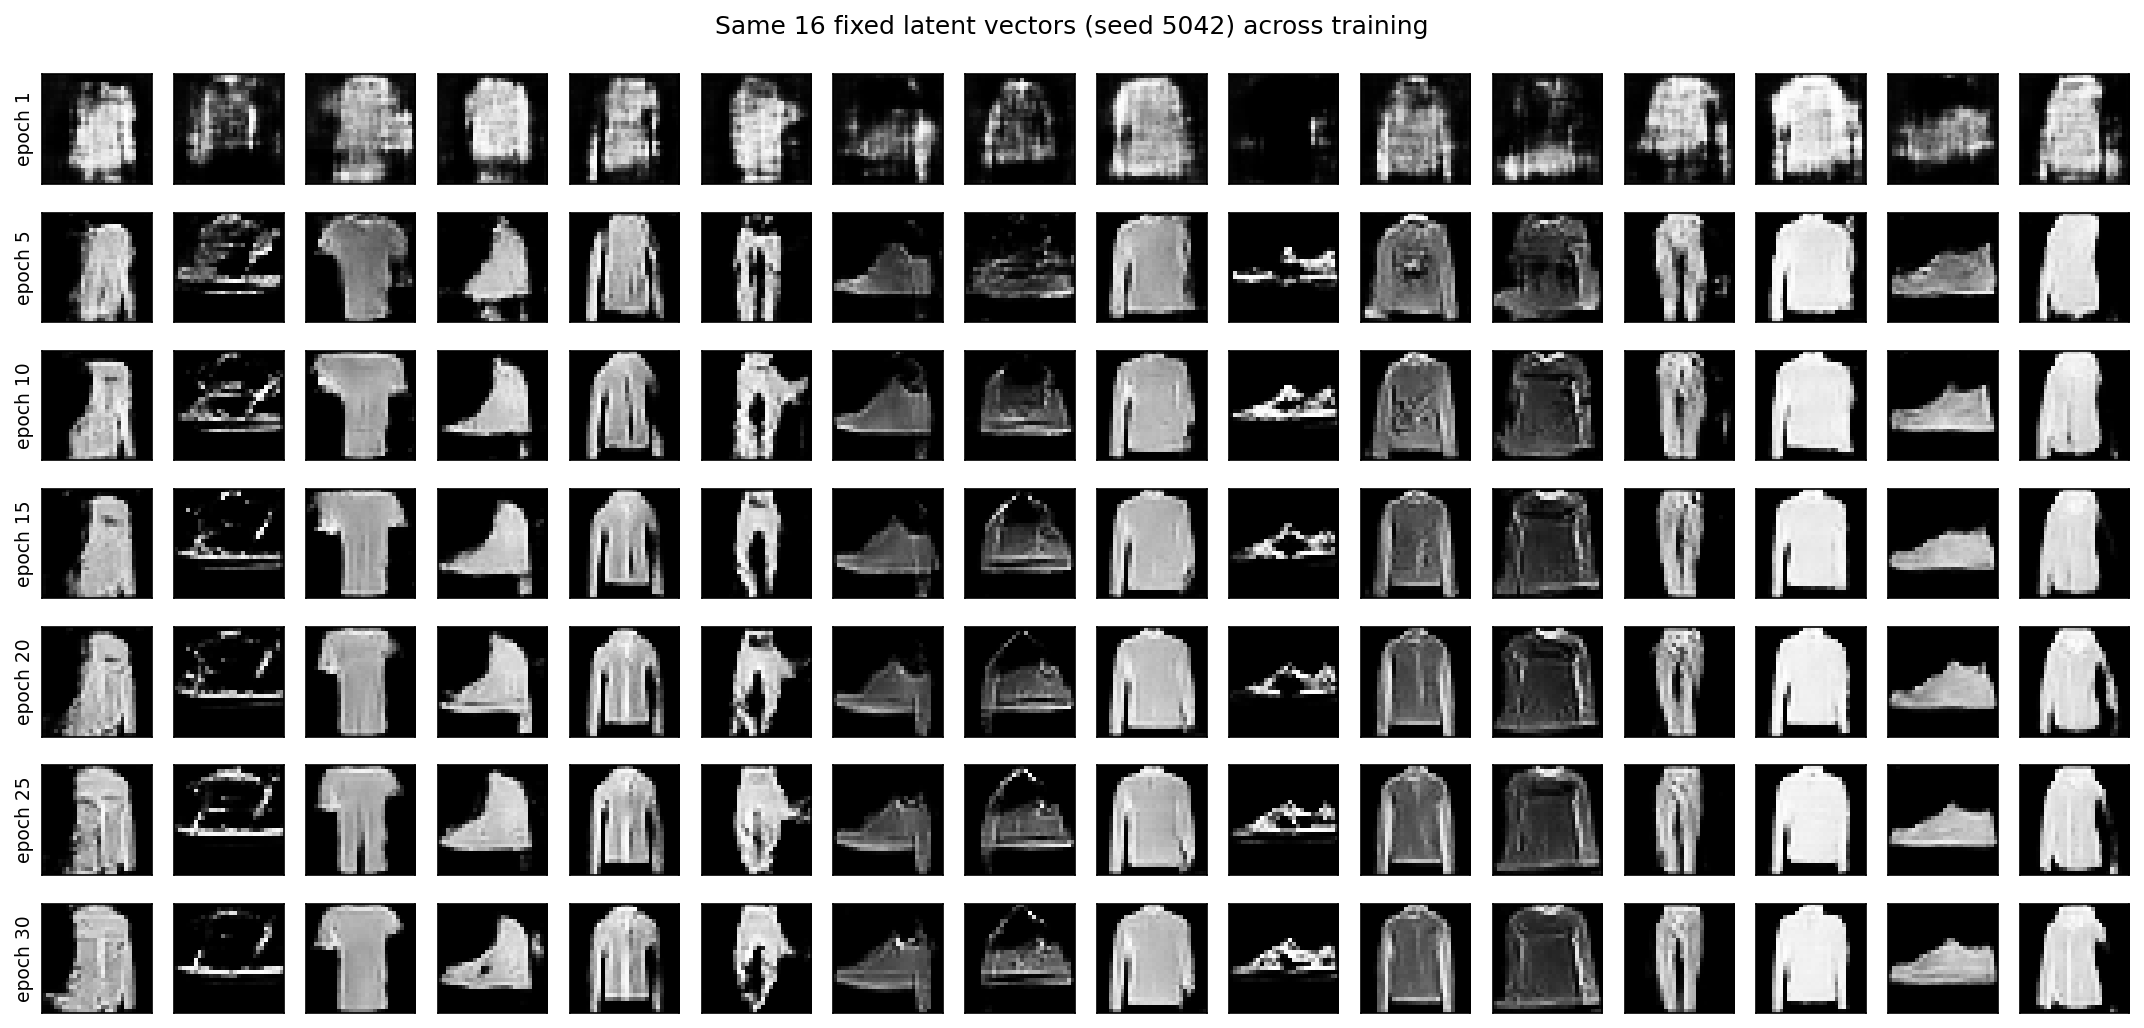 Same 16 fixed latent vectors (seed 5042) across training
epoch 1
epoch 5
epoch 10
epoch 15
epoch 20
epoch 25
epoch 30